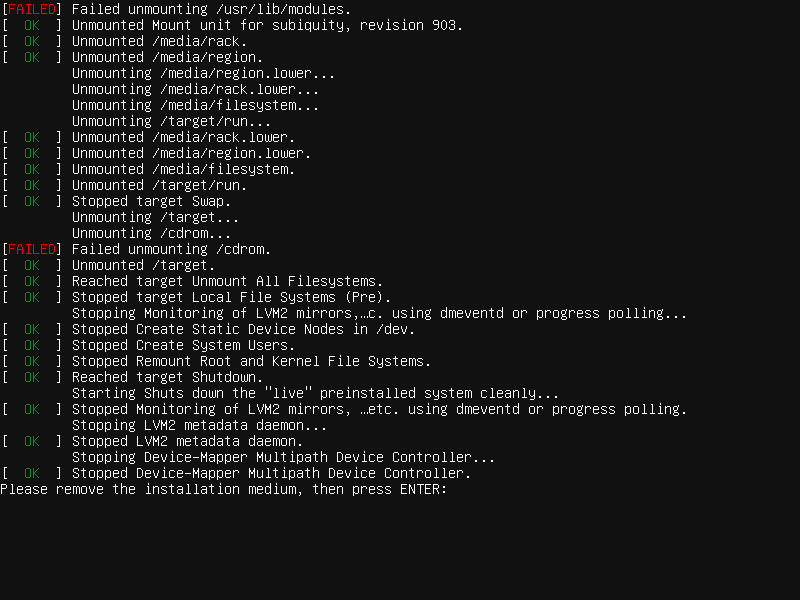 [FAILED] Failed unmounting /usr/lib/modules.
[  OK  ] Unmounted Mount unit for subiquity, revision 903.
[  OK  ] Unmounted /media/rack.
[  OK  ] Unmounted /media/region.
         Unmounting /media/region.lower...
         Unmounting /media/rack.lower...
         Unmounting /media/filesystem...
         Unmounting /target/run...
[  OK  ] Unmounted /media/rack.lower.
[  OK  ] Unmounted /media/region.lower.
[  OK  ] Unmounted /media/filesystem.
[  OK  ] Unmounted /target/run.
[  OK  ] Stopped target Swap.
         Unmounting /target...
         Unmounting /cdrom...
[FAILED] Failed unmounting /cdrom.
[  OK  ] Unmounted /target.
[  OK  ] Reached target Unmount All Filesystems.
[  OK  ] Stopped target Local File Systems (Pre).
         Stopping Monitoring of LVM2 mirrors,…c. using dmeventd or progress polling...
[  OK  ] Stopped Create Static Device Nodes in /dev.
[  OK  ] Stopped Create System Users.
[  OK  ] Stopped Remount Root and Kernel File Systems.
[  OK  ] Reached target Shutdown.
         Starting Shuts down the "live" preinstalled system cleanly...
[  OK  ] Stopped Monitoring of LVM2 mirrors, …etc. using dmeventd or progress polling.
         Stopping LVM2 metadata daemon...
[  OK  ] Stopped LVM2 metadata daemon.
         Stopping Device-Mapper Multipath Device Controller...
[  OK  ] Stopped Device-Mapper Multipath Device Controller.
Please remove the installation medium, then press ENTER: